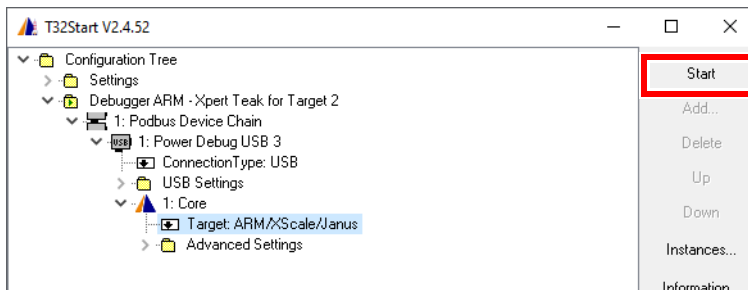 T32Start V2.4.52
Configuration Tree
Settings
Debugger ARM - Xpert Teak for Target 2
1: Podbus Device Chain
USB 1: Power Debug USB 3
ConnectionType: USB
USB Settings
1: Core
Target: ARM/XScale/Janus
Advanced Settings
Start
Add...
Delete
Up
Down
Instances...
Information